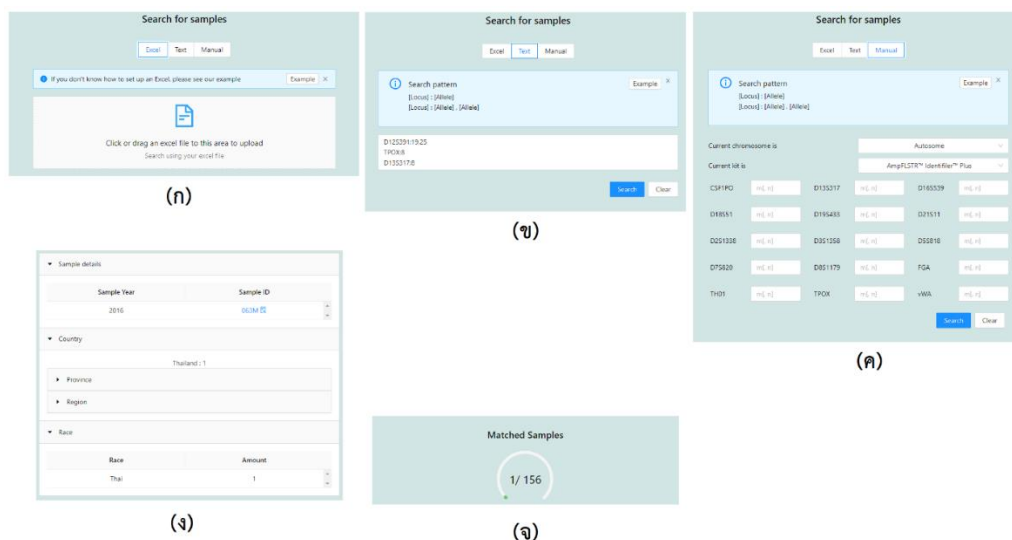 Search for samples
Excel Text Manual
If you don't know how to set up an Excel, please see our example Example ×
Click or drag an excel file to this area to upload
Search using your excel file
(ก)
Search for samples
Excel Text Manual
Search pattern Example ×
[Locus] : [Allele]
[Locus] : [Allele] , [Allele]
D12S391:19,25
TPOX:8
D13S317:8
Search Clear
(ข)
Search for samples
Excel Text Manual
Search pattern Example ×
[Locus] : [Allele]
[Locus] : [Allele] , [Allele]
Current chromosome is Autosome
Current kit is AmpFLSTR™ Identifiler™ Plus
CSF1PO m[, n] D13S317 m[, n] D16S539 m[, n]
D18S51 m[, n] D19S433 m[, n] D21S11 m[, n]
D2S1338 m[, n] D3S1358 m[, n] D5S818 m[, n]
D7S820 m[, n] D8S1179 m[, n] FGA m[, n]
TH01 m[, n] TPOX m[, n] vWA m[, n]
Search Clear
(ค)
Sample details
Sample Year Sample ID
2016 063M
Country
Thailand : 1
Province
Region
Race
Race Amount
Thai 1
(ง)
Matched Samples
1/ 156
(จ)